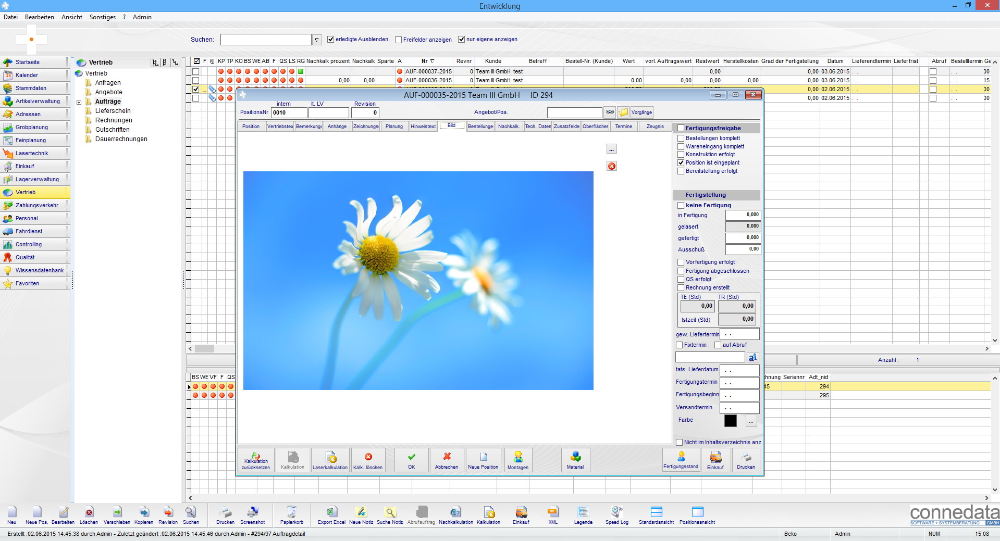 Entwicklung
Datei Bearbeiten Ansicht Sonstiges ? Admin
Suchen: erledigte Ausblenden Freifelder anzeigen nur eigene anzeigen
Startseite
Kalender
Stammdaten
Artikelverwaltung
Adressen
Grobplanung
Feinplanung
Lasertechnik
Einkauf
Lagerverwaltung
Vertrieb
Zahlungsverkehr
Personal
Fahrdienst
Controlling
Qualität
Wissensdatenbank
Favoriten
Vertrieb
Vertrieb
Anfragen
Angebote
Aufträge
Lieferschein
Rechnungen
Gutschriften
Dauerrechnungen
F KP TP KO BS WE AB F QS LS RG Nachkalk prozent Nachkalk Sparte A Nr Revnr Kunde Betreff Bestell-Nr. (Kunde) Wert vorl. Auftragswert Restwert Herstellkosten Grad der Fertigstellung Datum Lieferendtermin Lieferfrist Abruf Bestelltermin Ge
AUF-000037-2015 0 Team III GmbH test 0,00 0,00 03.06.2015 . . . . 00
0,00 0,00 AUF-000036-2015 0 Team III GmbH test 0,00 0,00 0,00 0,00 0,00 03.06.2015 . . . . 15
0,00 02.06.2015 . . . . 00
0,00 02.06.2015 . . . . 00
AUF-000035-2015 Team III GmbH ID 294
intern lt. LV Revision
PositionsNr 0010 0 Angebot/Pos. Vorgänge
Position Vertriebstex Bemerkunge Anhänge Zeichnungs Planung Hinweistext Bild Bestellunge Nachkalk. Tech. Daten Zusatzfelde Oberflächer Termine Zeugnis
...
Fertigungsfreigabe
Bestellungen komplett
Wareneingang komplett
Konstruktion erfolgt
Position ist eingeplant
Bereitstellung erfolgt
Fertigstellung
keine Fertigung
in Fertigung 0,000
gelasert 0,000
gefertigt 0,000
Ausschuß 0,00
Vorfertigung erfolgt
Fertigung abgeschlossen
QS erfolgt
Rechnung erstellt
TE (Std) TR (Std)
0,00 0,00
Istzeit (Std) 0,00
gew. Liefertermin . .
Fixtermin auf Abruf
tats. Lieferdatum . .
Fertigungstermin . .
Fertigungsbeginn . .
Versandtermin . .
Farbe ...
Nicht im Inhaltsverzeichnis anz.
Kalkulation zurücksetzen Kalkulation Laserkalkulation Kalk. löschen OK Abbrechen Neue Position Montagen Material Fertigungsstand Einkauf Drucken
Anzahl : 1
BS WE VF F QS chnung Seriennr Adt_nid
45 294
295
Neu Neue Pos, Bearbeiten Löschen Verschieben Kopieren Revision Suchen Drucken Screenshot Papierkorb Export Excel Neue Notiz Suche Notiz Abrufauftrag Nachkalkulation Kalkulation Einkauf XML Legende Speed Log Standardansicht Positionsansicht
connedata
SOFTWARE + SYSTEMBERATUNG GMBH
Erstellt :02.06.2015 14:45:38 durch Admin - Zuletzt geändert :02.06.2015 14:45:46 durch Admin - #294/97 Auftragdetail Beko Admin NUM 15:08